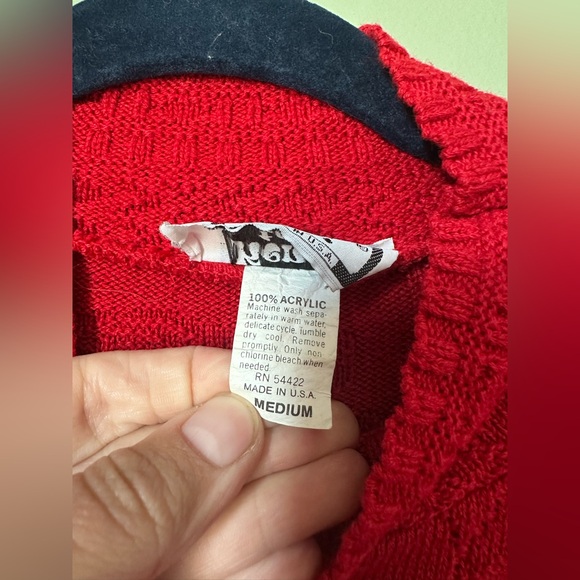 IN U.S.A.
100% ACRYLIC
Machine wash sepa-
rately in warm water,
delicate cycle. Tumble
dry cool. Remove
promptly. Only non
chlorine bleach when
needed.
RN 54422
MADE IN U.S.A.
MEDIUM